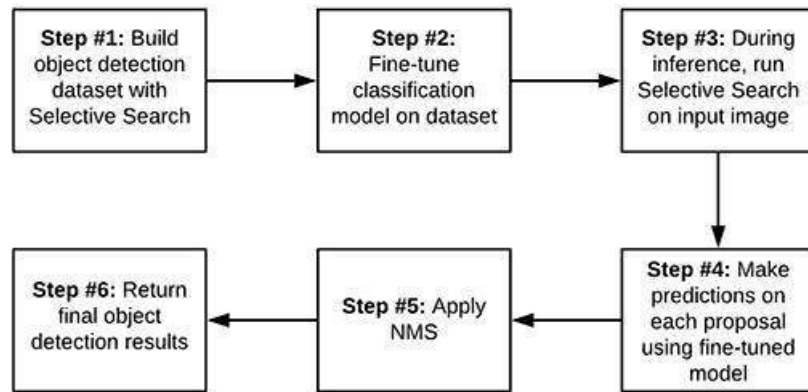 Step #1: Build
object detection
dataset with
Selective Search
Step #2:
Fine-tune
classification
model on dataset
Step #3: During
inference, run
Selective Search
on input image
Step #4: Make
predictions on
each proposal
using fine-tuned
model
Step #5: Apply
NMS
Step #6: Return
final object
detection results